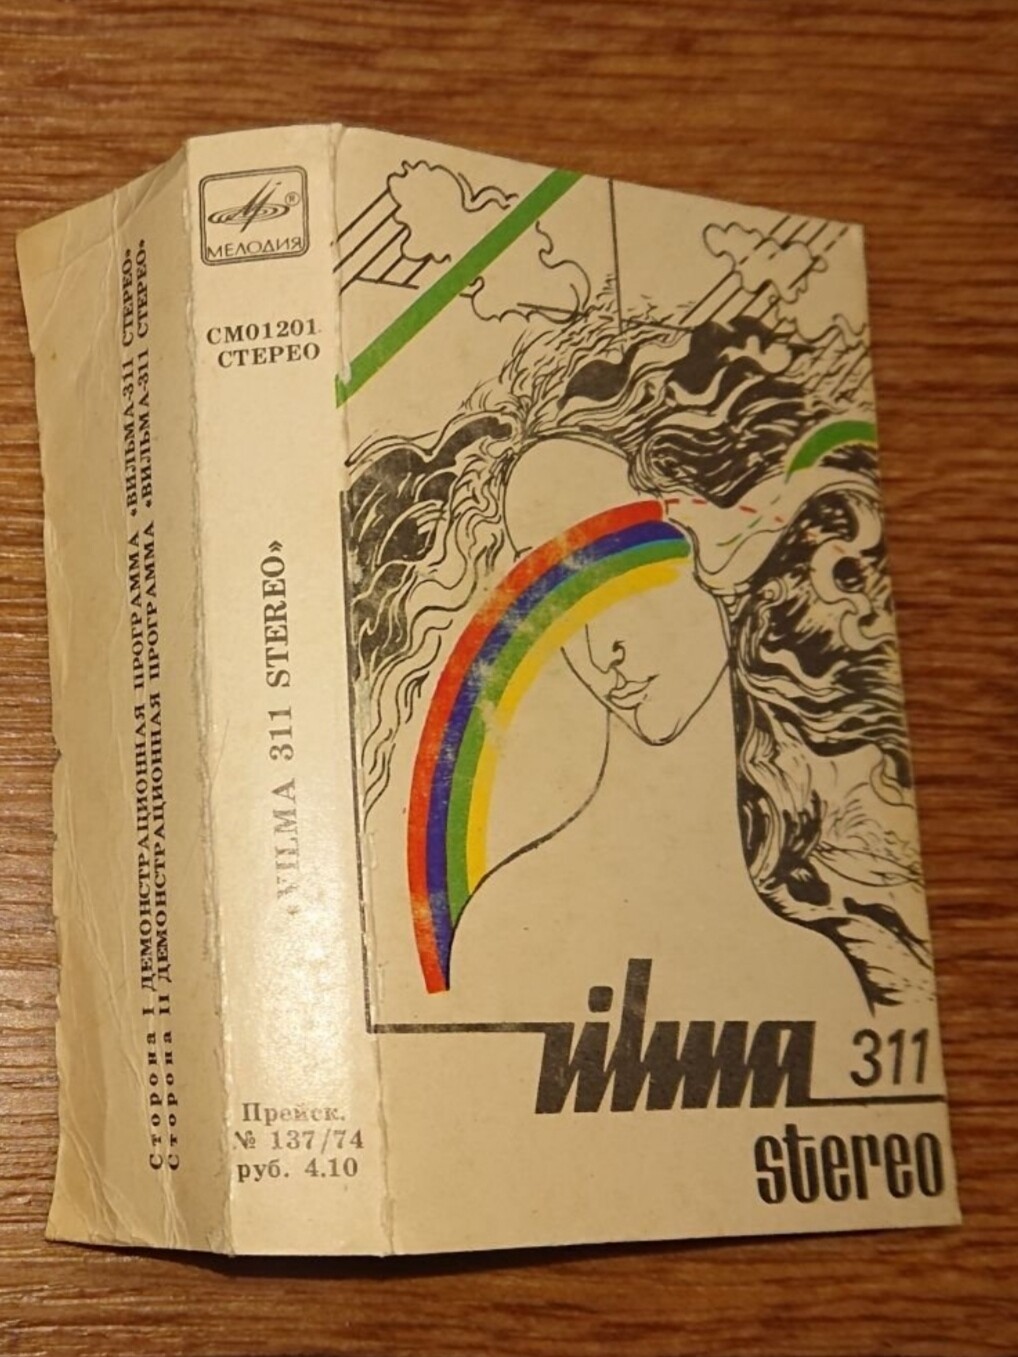 Сторона I ДЕМОНСТРАЦИОННАЯ ПРОГРАММА «ВИЛЬМА-311 СТЕРЕО»
Сторона II ДЕМОНСТРАЦИОННАЯ ПРОГРАММА «ВИЛЬМА-311 СТЕРЕО»
®
МЕЛОДИЯ
СМ01201
СТЕРЕО
«VILMA 311 STEREO»
Прейск.
№ 137/74
руб. 4.10
vilma 311
stereo